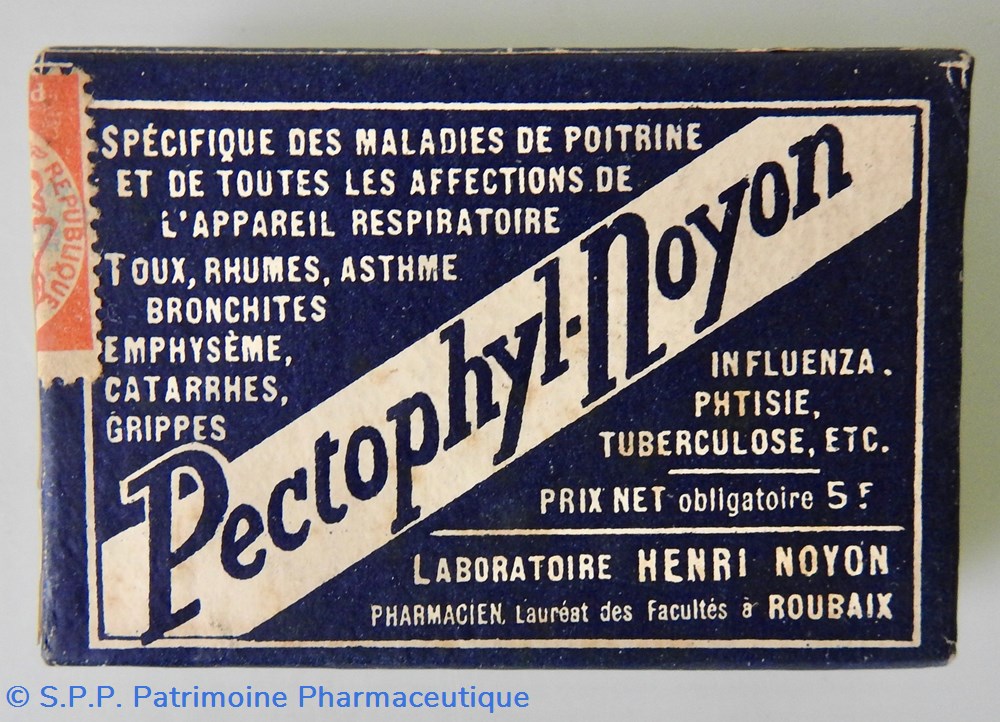 SPÉCIFIQUE DES MALADIES DE POITRINE
ET DE TOUTES LES AFFECTIONS DE
L'APPAREIL RESPIRATOIRE
TOUX, RHUMES, ASTHME
BRONCHITES
EMPHYSÈME,
CATARRHES,
GRIPPES
Pectophyl-Noyon
INFLUENZA.
PHTISIE,
TUBERCULOSE, ETC.
PRIX NET obligatoire 5 F
LABORATOIRE HENRI NOYON
PHARMACIEN, Lauréat des Facultés à ROUBAIX
REPUBLIQUE
© S.P.P. Patrimoine Pharmaceutique